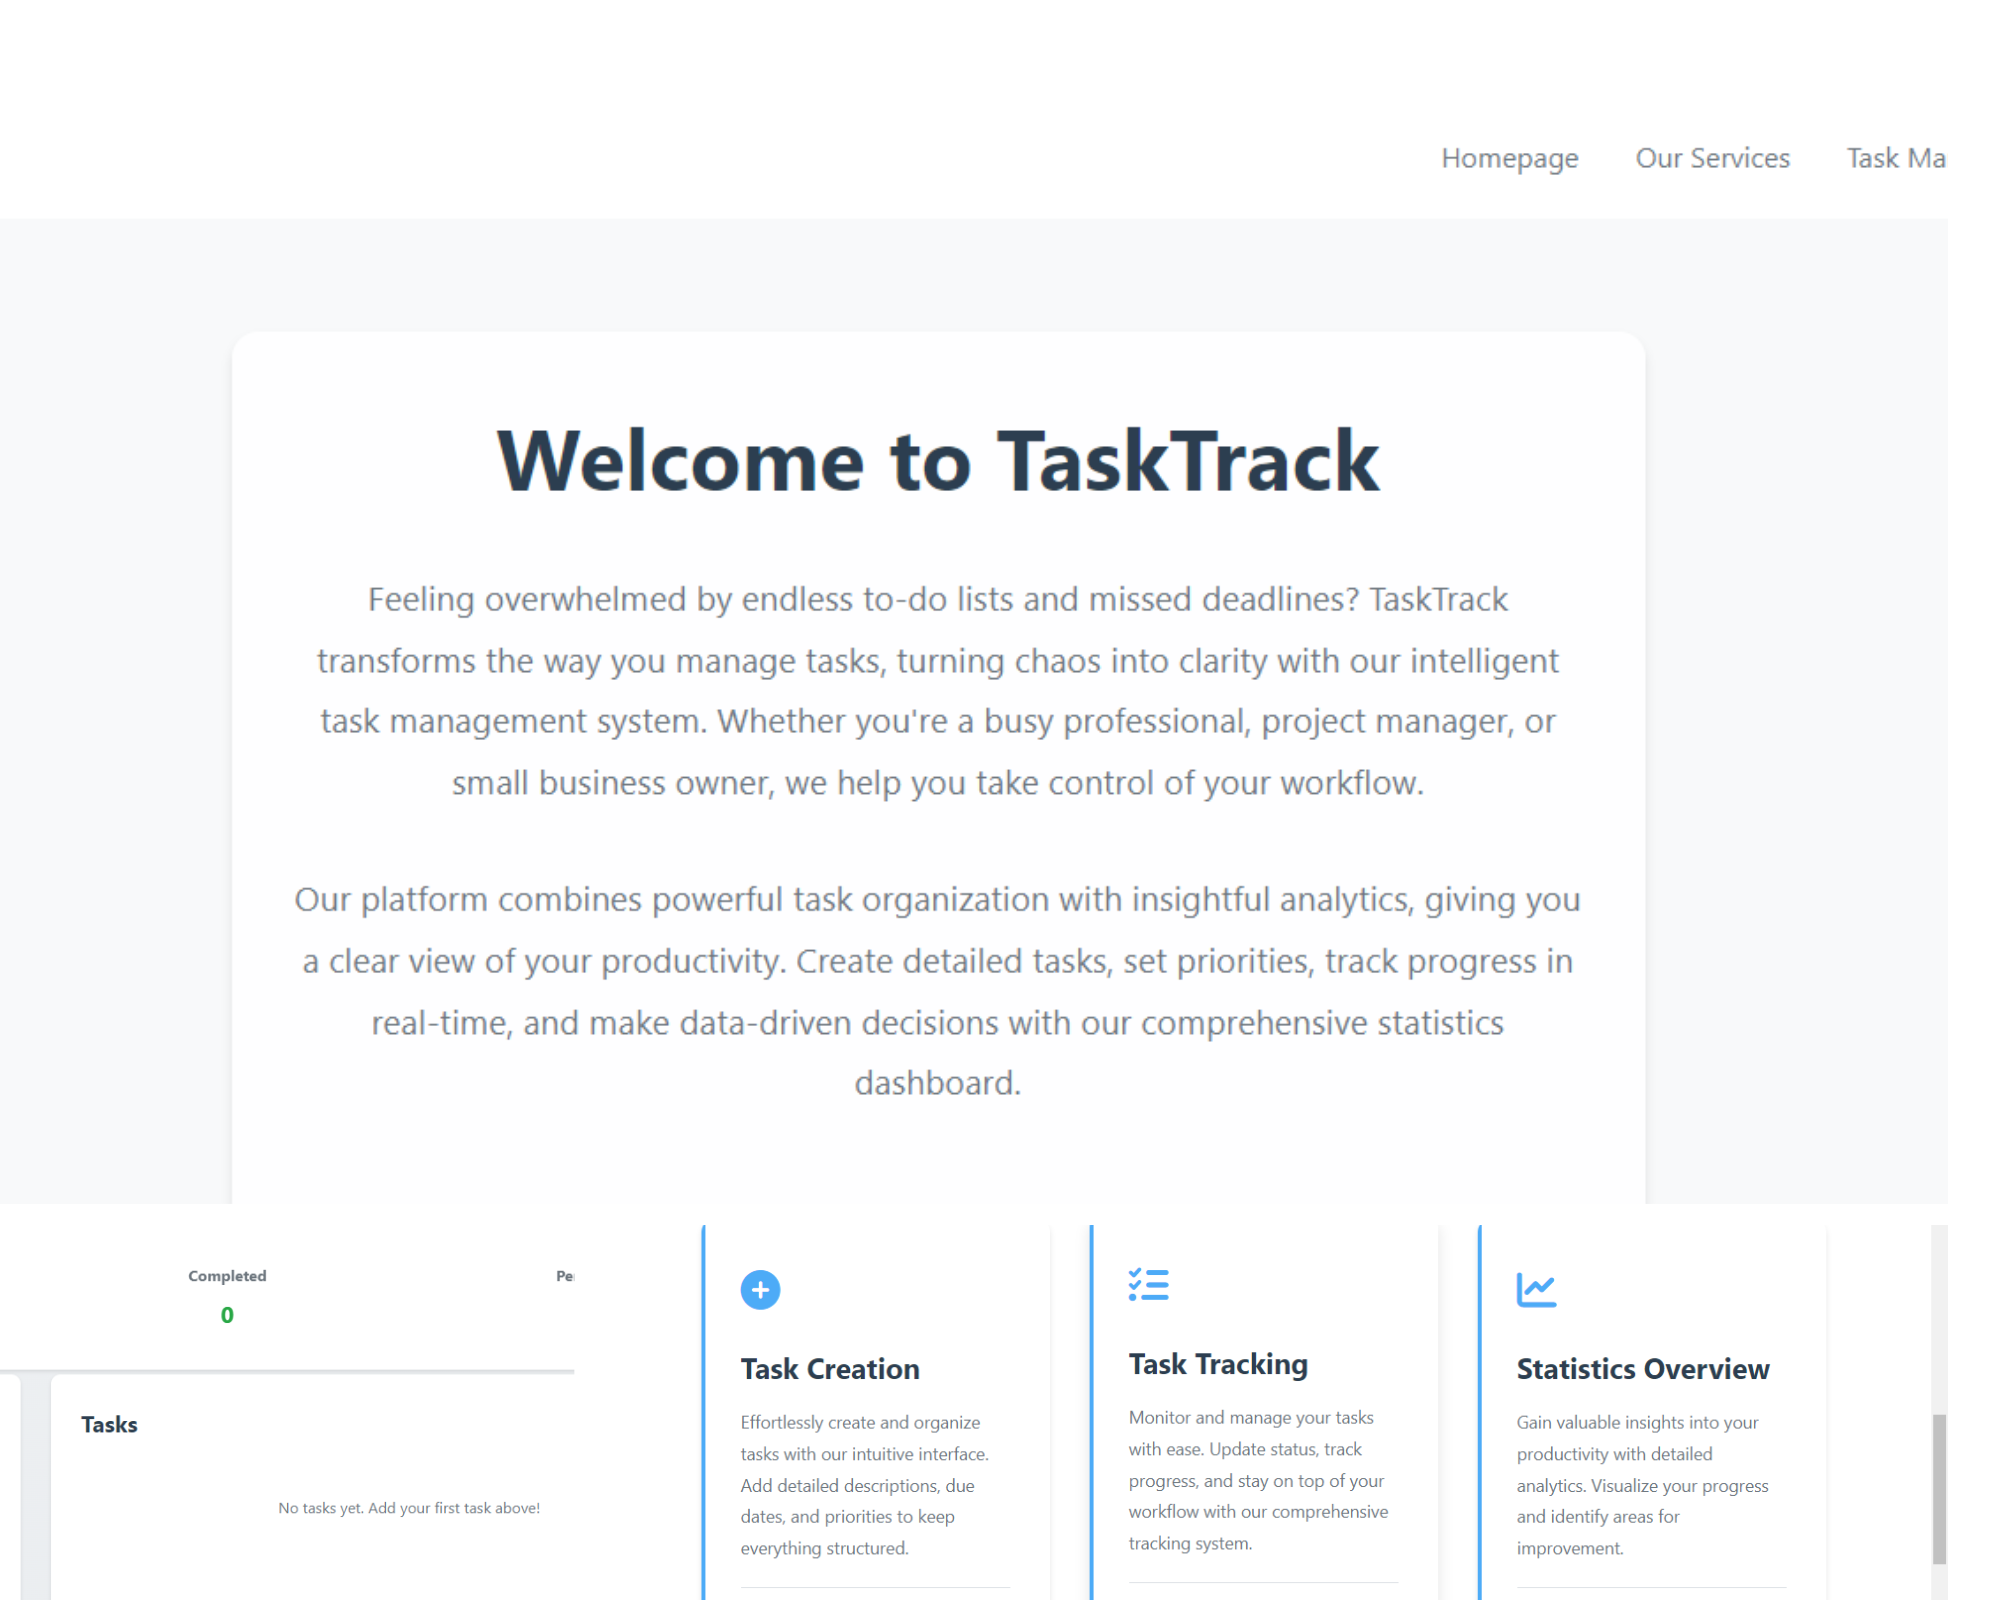 Homepage Our Services Task Ma
Welcome to TaskTrack
Feeling overwhelmed by endless to-do lists and missed deadlines? TaskTrack
transforms the way you manage tasks, turning chaos into clarity with our intelligent
task management system. Whether you're a busy professional, project manager, or
small business owner, we help you take control of your workflow.
Our platform combines powerful task organization with insightful analytics, giving you
a clear view of your productivity. Create detailed tasks, set priorities, track progress in
real-time, and make data-driven decisions with our comprehensive statistics
dashboard.
Completed
0
Pe
Tasks
No tasks yet. Add your first task above!
Task Creation
Effortlessly create and organize
tasks with our intuitive interface.
Add detailed descriptions, due
dates, and priorities to keep
everything structured.
Task Tracking
Monitor and manage your tasks
with ease. Update status, track
progress, and stay on top of your
workflow with our comprehensive
tracking system.
Statistics Overview
Gain valuable insights into your
productivity with detailed
analytics. Visualize your progress
and identify areas for
improvement.